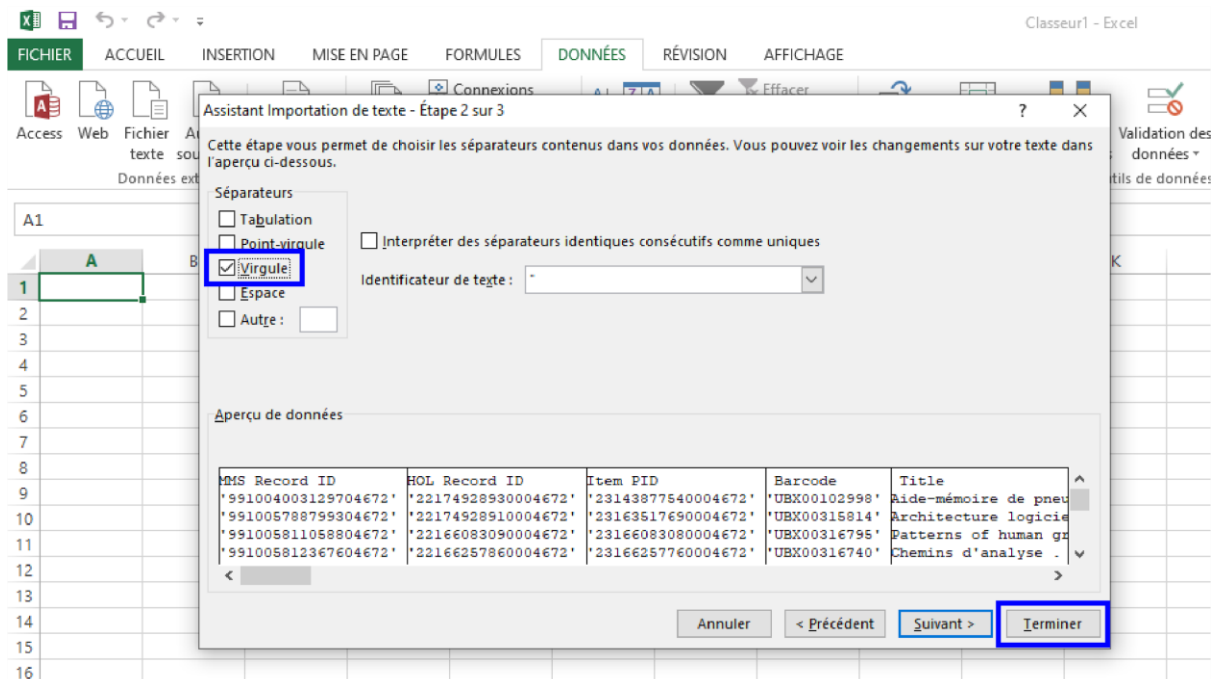 Classeur1 - Excel
FICHIER ACCUEIL INSERTION MISE EN PAGE FORMULES DONNÉES RÉVISION AFFICHAGE
Connexions Effacer
Access Web Fichier texte
Validation des données
Données ext
tils de données
Assistant Importation de texte - Étape 2 sur 3 ?
Cette étape vous permet de choisir les séparateurs contenus dans vos données. Vous pouvez voir les changements sur votre texte dans
l'aperçu ci-dessous.
Séparateurs
Tabulation
Point-virgule
Virgule
Espace
Autre :
Interpréter des séparateurs identiques consécutifs comme uniques
Identificateur de texte : "
A1
A B K
1
2
3
4
5
6
7
8
9
10
11
12
13
14
15
16
Aperçu de données
MMS Record ID HOL Record ID Item PID Barcode Title
'991004003129704672' '22174928930004672' '23143877540004672' 'UBX00102998' Aide-mémoire de pneu
'991005788799304672' '22174928910004672' '23163517690004672' 'UBX00315814' Architecture logicie
'991005811058804672' '22166083090004672' '23166083080004672' 'UBX00316795' Patterns of human gr
'991005812367604672' '22166257860004672' '23166257760004672' 'UBX00316740' Chemins d'analyse .
Annuler < Précédent Suivant > Terminer